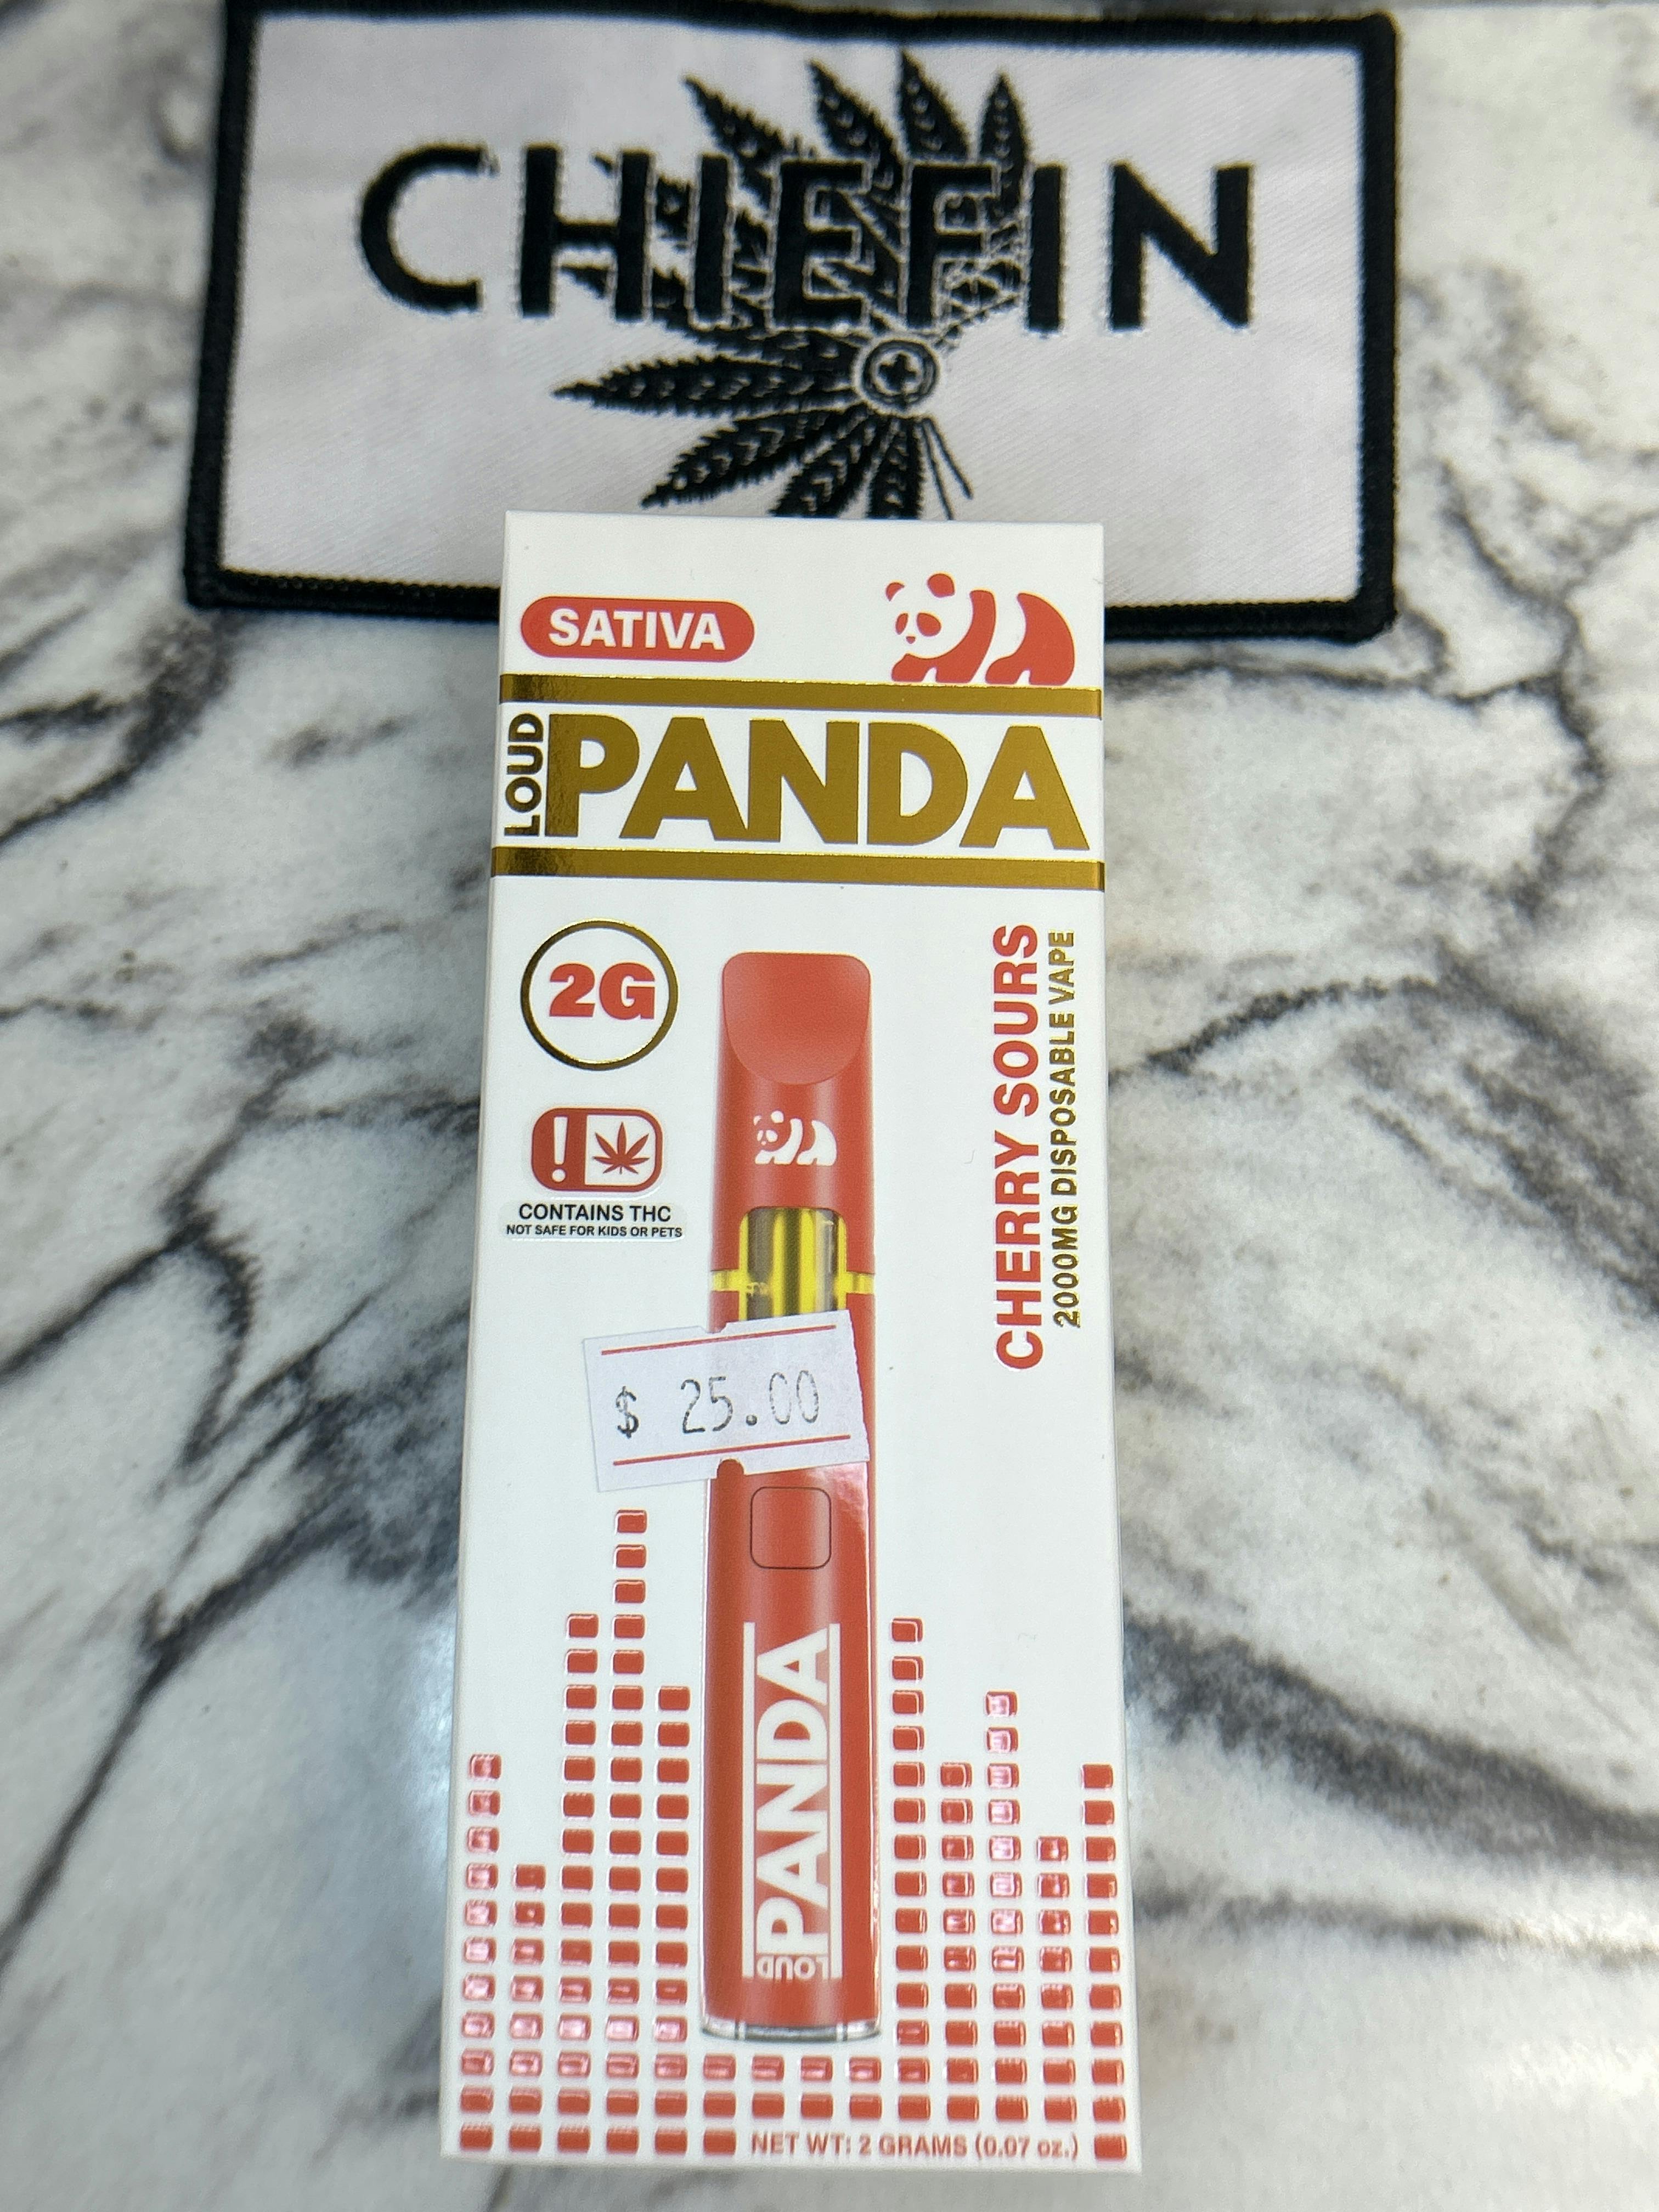 CHIEFIN
SATIVA
LOUD
PANDA
2G
CHERRY SOURS
2000MG DISPOSABLE VAPE
!
CONTAINS THC
NOT SAFE FOR KIDS OR PETS
$ 25.00
LOUD
PANDA
NET WT: 2 GRAMS (0.07 oz.)